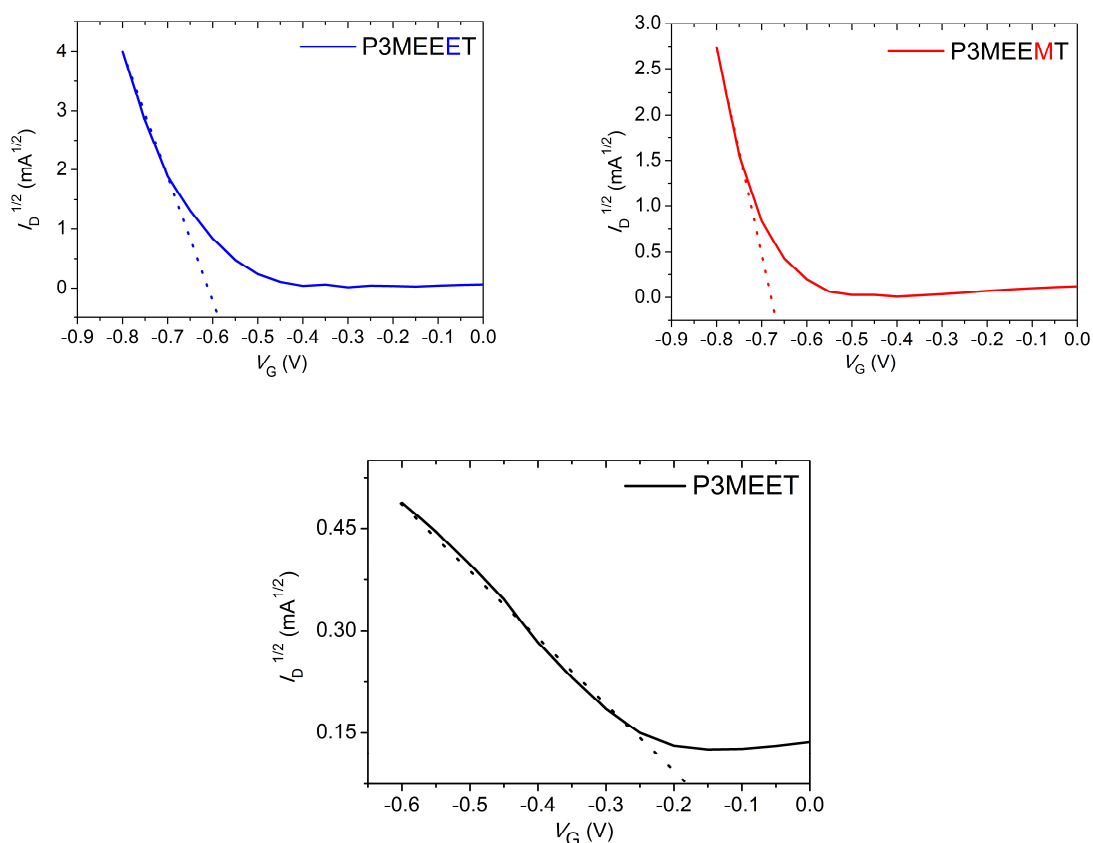 P3MEEET
4
3
2
1
0
I_D^1/2 (mA^1/2)
-0.9 -0.8 -0.7 -0.6 -0.5 -0.4 -0.3 -0.2 -0.1 0.0
V_G (V)
P3MEEMT
3.0
2.5
2.0
1.5
1.0
0.5
0.0
I_D^1/2 (mA^1/2)
-0.9 -0.8 -0.7 -0.6 -0.5 -0.4 -0.3 -0.2 -0.1 0.0
V_G (V)
P3MEET
0.45
0.30
0.15
I_D^1/2 (mA^1/2)
-0.6 -0.5 -0.4 -0.3 -0.2 -0.1 0.0
V_G (V)